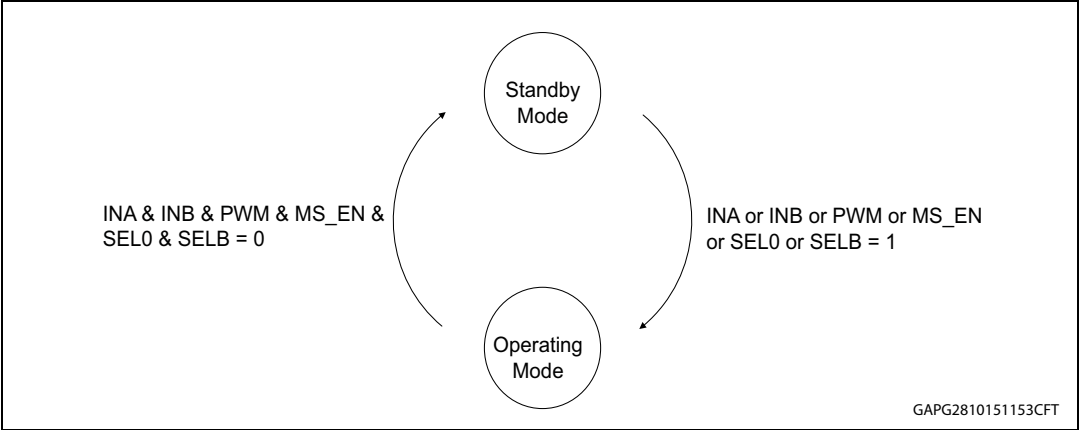 Standby
Mode
INA & INB & PWM & MS_EN &
SEL0 & SELB = 0
INA or INB or PWM or MS_EN
or SEL0 or SELB = 1
Operating
Mode
GAPG2810151153CFT